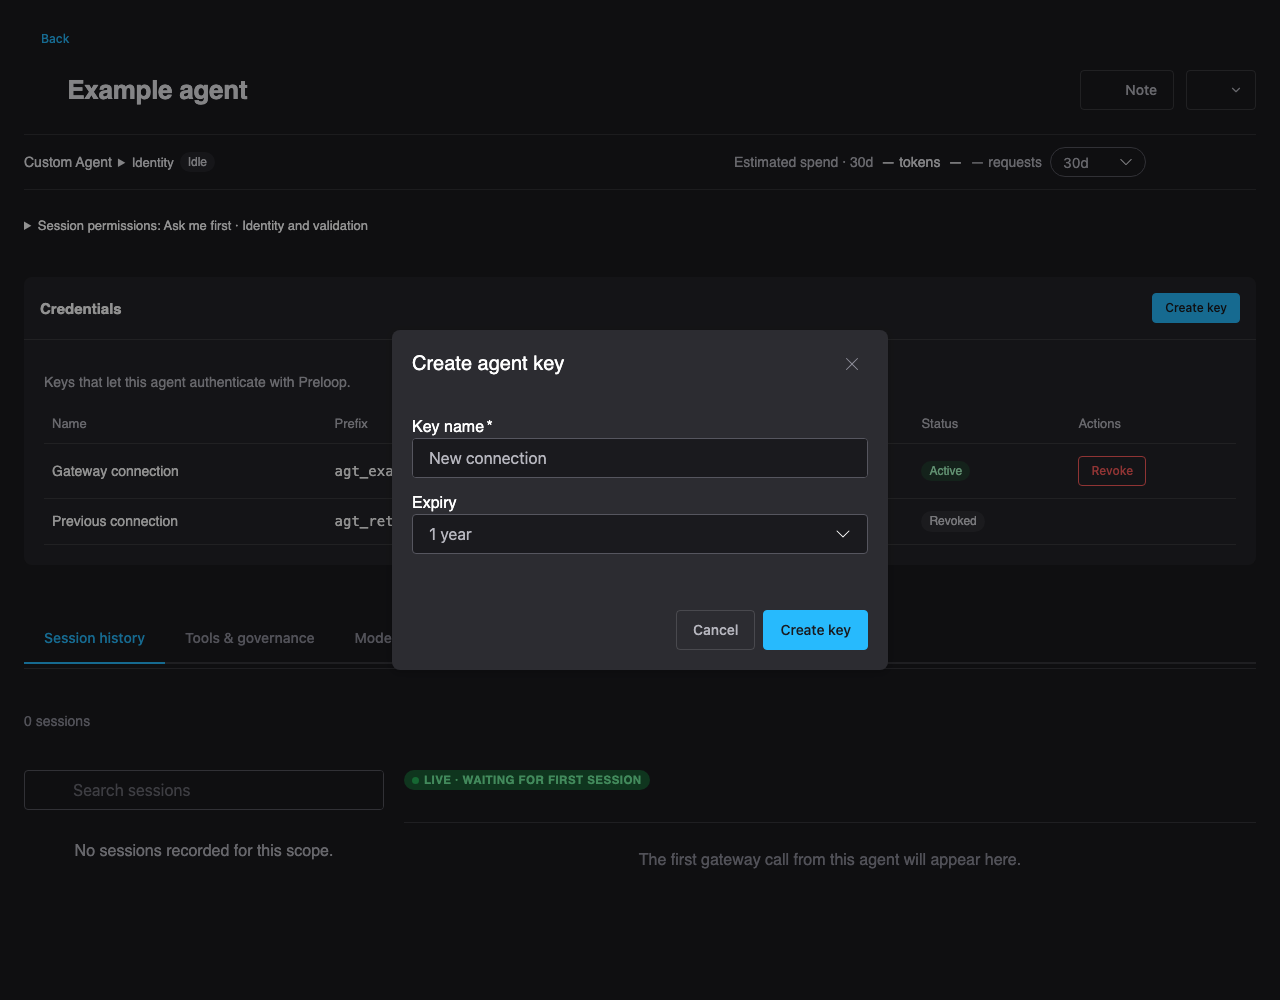 Back
Example agent
Note
Custom Agent ▶ Identity Idle
Estimated spend · 30d — tokens — — requests 30d
▶ Session permissions: Ask me first · Identity and validation
Credentials
Create key
Keys that let this agent authenticate with Preloop.
Name Prefix Status Actions
Gateway connection agt_exa Active Revoke
Previous connection agt_ret Revoked
Create agent key
Key name *
New connection
Expiry
1 year
Cancel Create key
Session history Tools & governance Mode
0 sessions
Search sessions
No sessions recorded for this scope.
LIVE · WAITING FOR FIRST SESSION
The first gateway call from this agent will appear here.